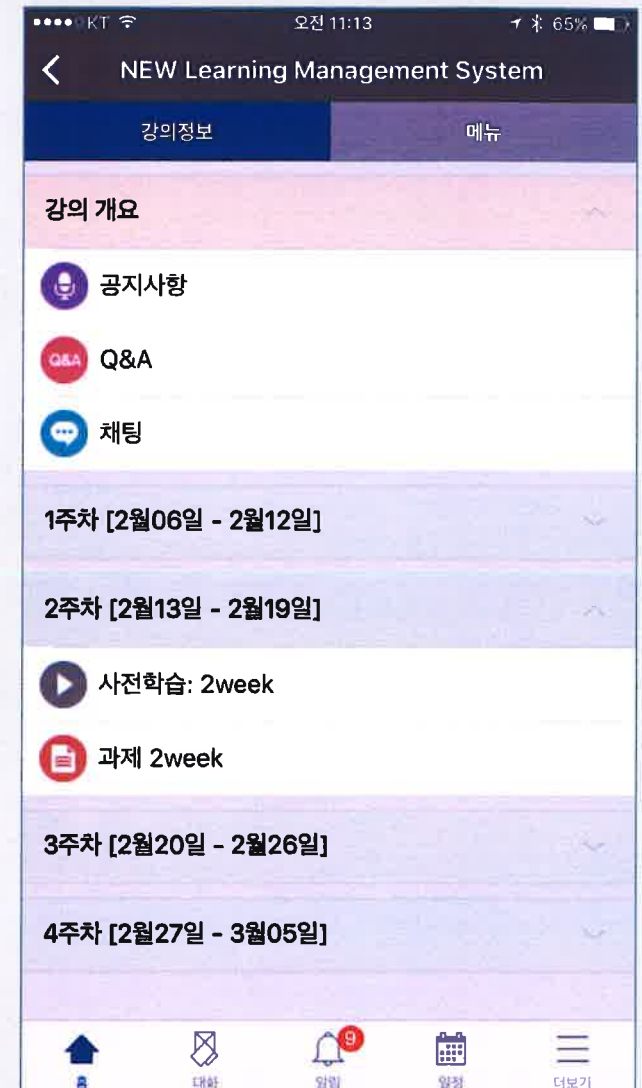 KT 오전 11:13 65%
NEW Learning Management System
강의정보 메뉴
강의 개요
공지사항
Q&A Q&A
채팅
1주차 [2월06일 - 2월12일]
2주차 [2월13일 - 2월19일]
사전학습: 2week
과제 2week
3주차 [2월20일 - 2월26일]
4주차 [2월27일 - 3월05일]
9
홈 대화 알림 일정 더보기